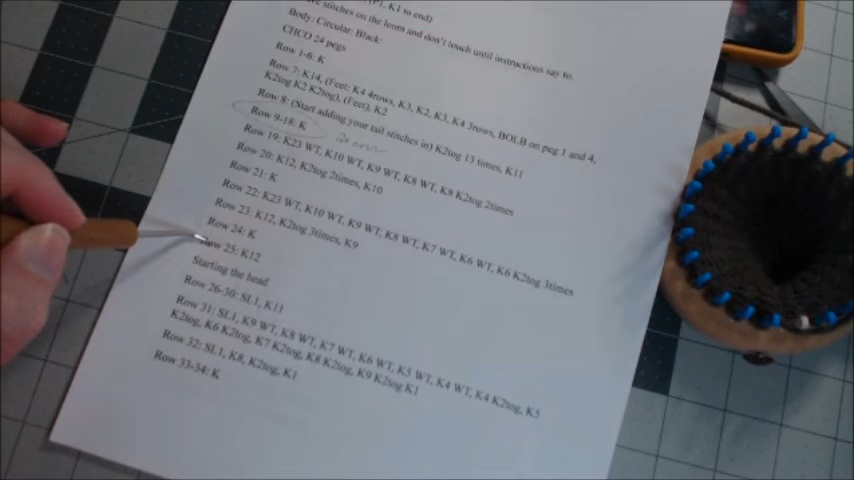 (P1, K1 to end)
stitches on the loom and don't touch until instructions say to.
Body: Circular: Black:
CHCO 24 pegs
Row 1-6: K
Row 7: K14, (Feet: K4 4rows, K3, K2, K3, K4 3rows, BOLB on peg 1 and 4,
K2tog K2 K2tog), (Feet), K2
Row 8: (Start adding your tail stitches in) K2tog 13 times, K11
Row 9-18: K
Row 19: K23 WT, K10 WT, K9 WT, K8 WT, K8 K2tog 2times
Row 20: K12, K2tog 2times, K10
Row 21: K
Row 22: K23 WT, K10 WT, K9 WT, K8 WT, K7 WT, K6 WT, K6 K2tog 3times
Row 23: K12, K2tog 3times, K9
Row 24: K
Row 25: K12
Starting the head
Row 26-30: SL1, K11
Row 31: SL1, K9 WT, K8 WT, K7 WT, K6 WT, K5 WT, K4 WT, K4 K2tog, K5
K2tog, K6 K2tog, K7 K2tog, K8 K2tog, K9 K2tog K1
Row 32: SL1, K8, K2tog, K1
Row 33-34: K